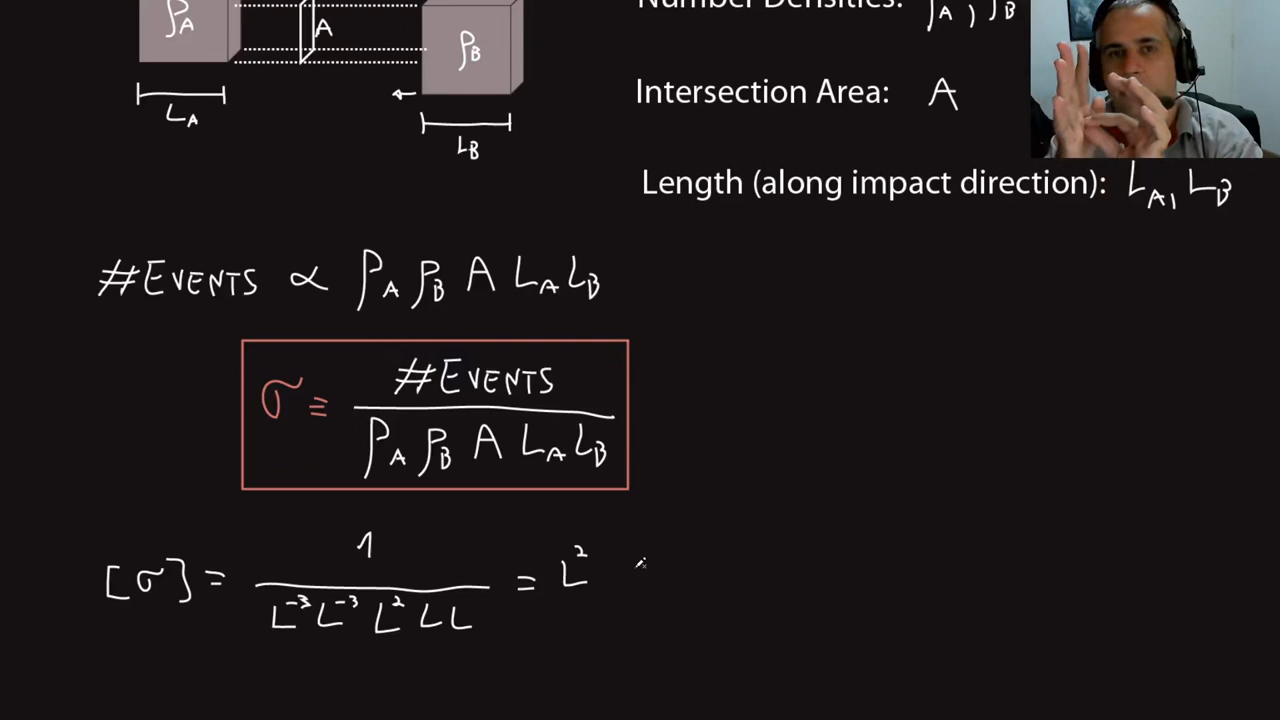 ρA
A
ρB
LA
LB
Number Densities: ρA, ρB
Intersection Area: A
Length (along impact direction): LA, LB
#EVENTS ∝ ρA ρB A LA LB
σ ≡ #EVENTS / ρA ρB A LA LB
[σ] = 1 / L⁻³ L⁻³ L² L L = L²